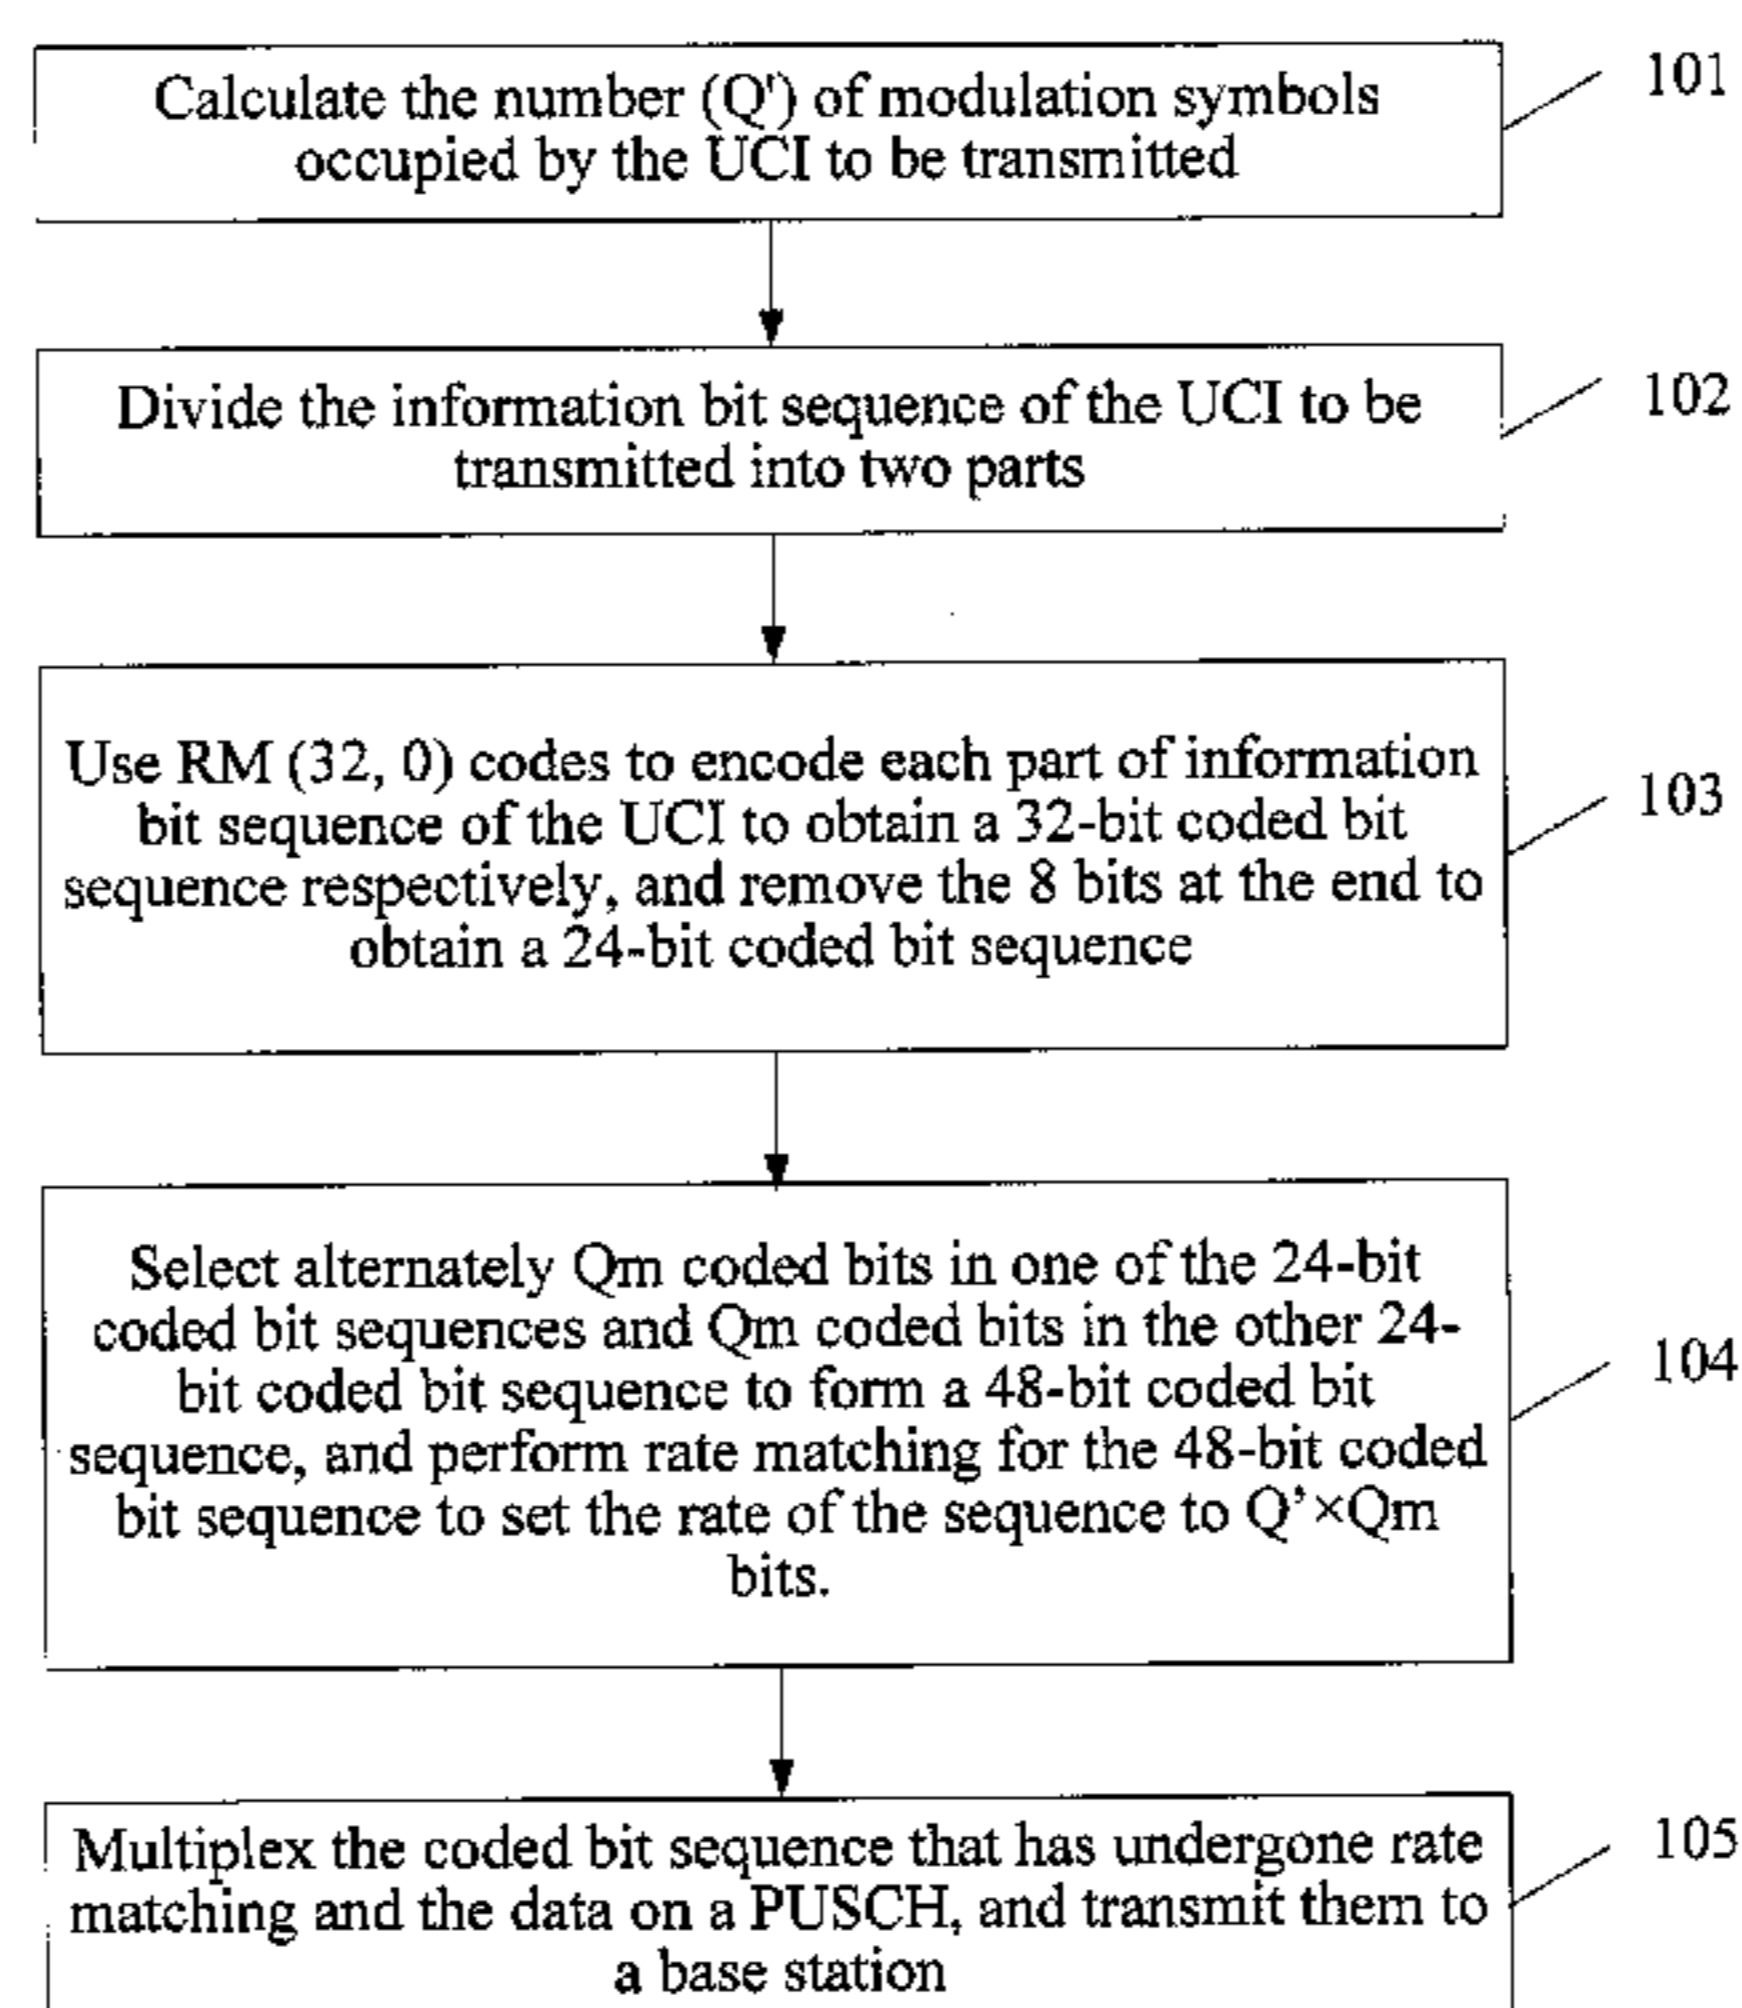 Calculate the number (Q') of modulation symbols
occupied by the UCI to be transmitted
101
Divide the information bit sequence of the UCI to be
transmitted into two parts
102
Use RM (32, 0) codes to encode each part of information
bit sequence of the UCI to obtain a 32-bit coded bit
sequence respectively, and remove the 8 bits at the end to
obtain a 24-bit coded bit sequence
103
Select alternately Qm coded bits in one of the 24-bit
coded bit sequences and Qm coded bits in the other 24-
bit coded bit sequence to form a 48-bit coded bit
sequence, and perform rate matching for the 48-bit coded
bit sequence to set the rate of the sequence to Q’×Qm
bits.
104
Multiplex the coded bit sequence that has undergone rate
matching and the data on a PUSCH, and transmit them to
a base station
105